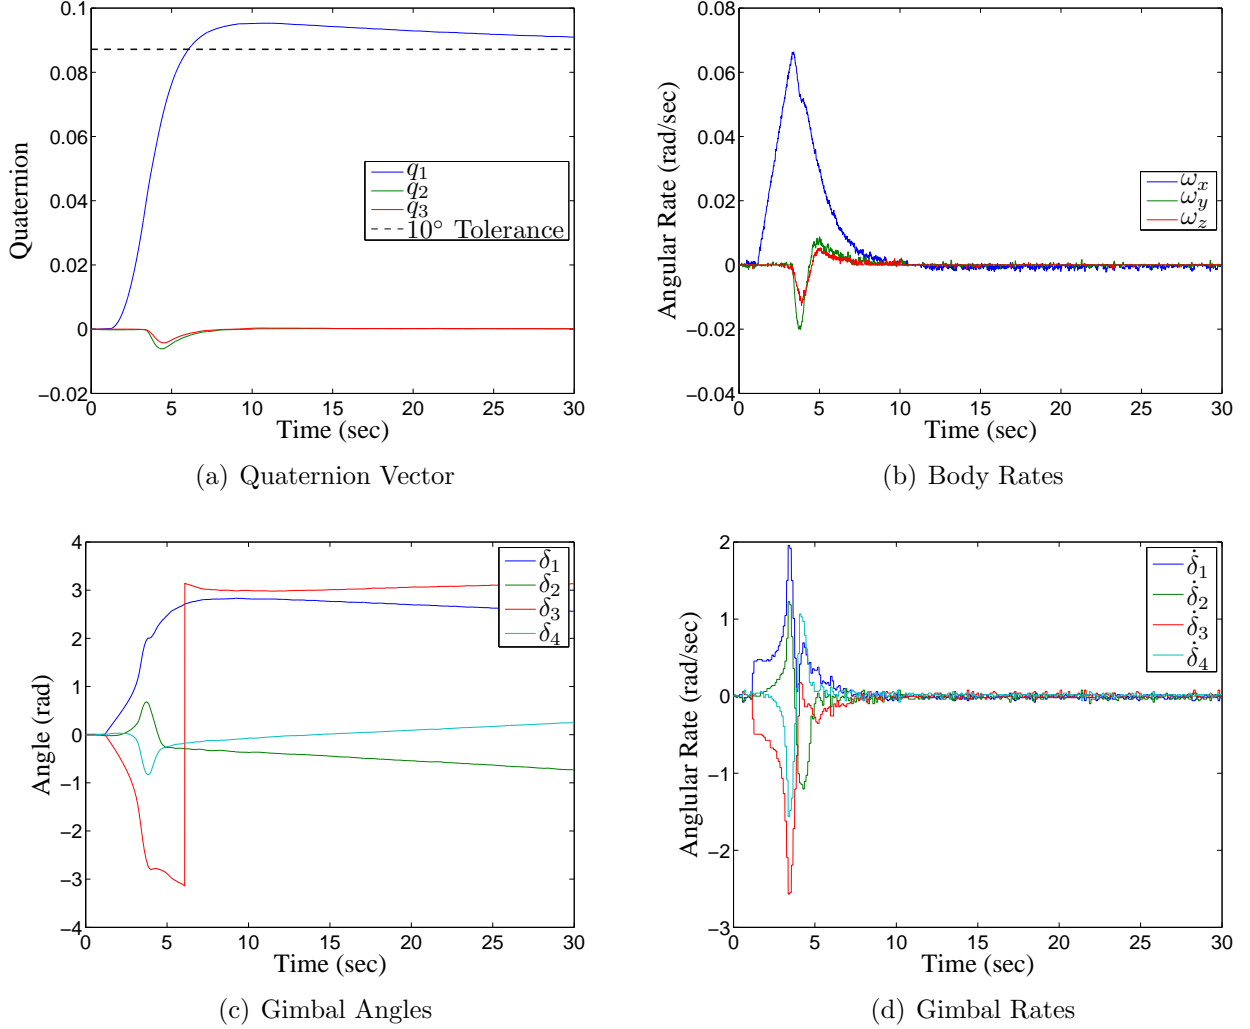 0.1
0.08
0.06
0.04
0.02
0
−0.02
Quaternion
q1
q2
q3
10° Tolerance
0 5 10 15 20 25 30
Time (sec)
(a) Quaternion Vector
0.08
0.06
0.04
0.02
0
−0.02
−0.04
Angular Rate (rad/sec)
ωx
ωy
ωz
0 5 10 15 20 25 30
Time (sec)
(b) Body Rates
4
3
2
1
0
−1
−2
−3
−4
Angle (rad)
δ1
δ2
δ3
δ4
0 5 10 15 20 25 30
Time (sec)
(c) Gimbal Angles
2
1
0
−1
−2
−3
Anglular Rate (rad/sec)
δ̇1
δ̇2
δ̇3
δ̇4
0 5 10 15 20 25 30
Time (sec)
(d) Gimbal Rates